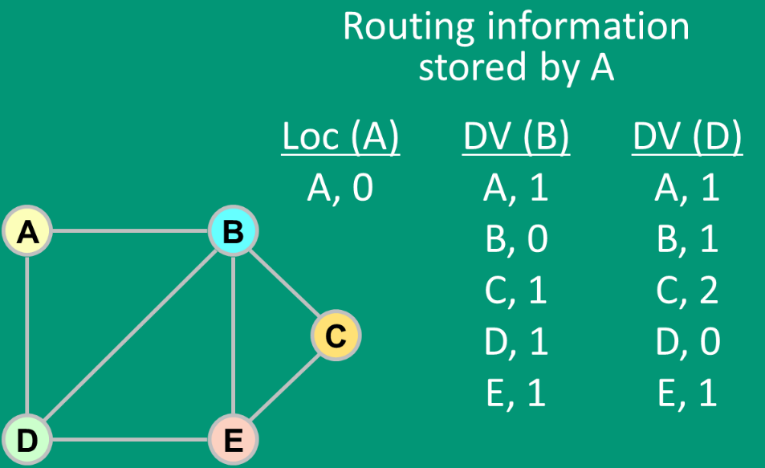 Routing information
stored by A
Loc (A) DV (B) DV (D)
A, 0 A, 1 A, 1
B, 0 B, 1
C, 1 C, 2
D, 1 D, 0
E, 1 E, 1
A
B
C
D
E